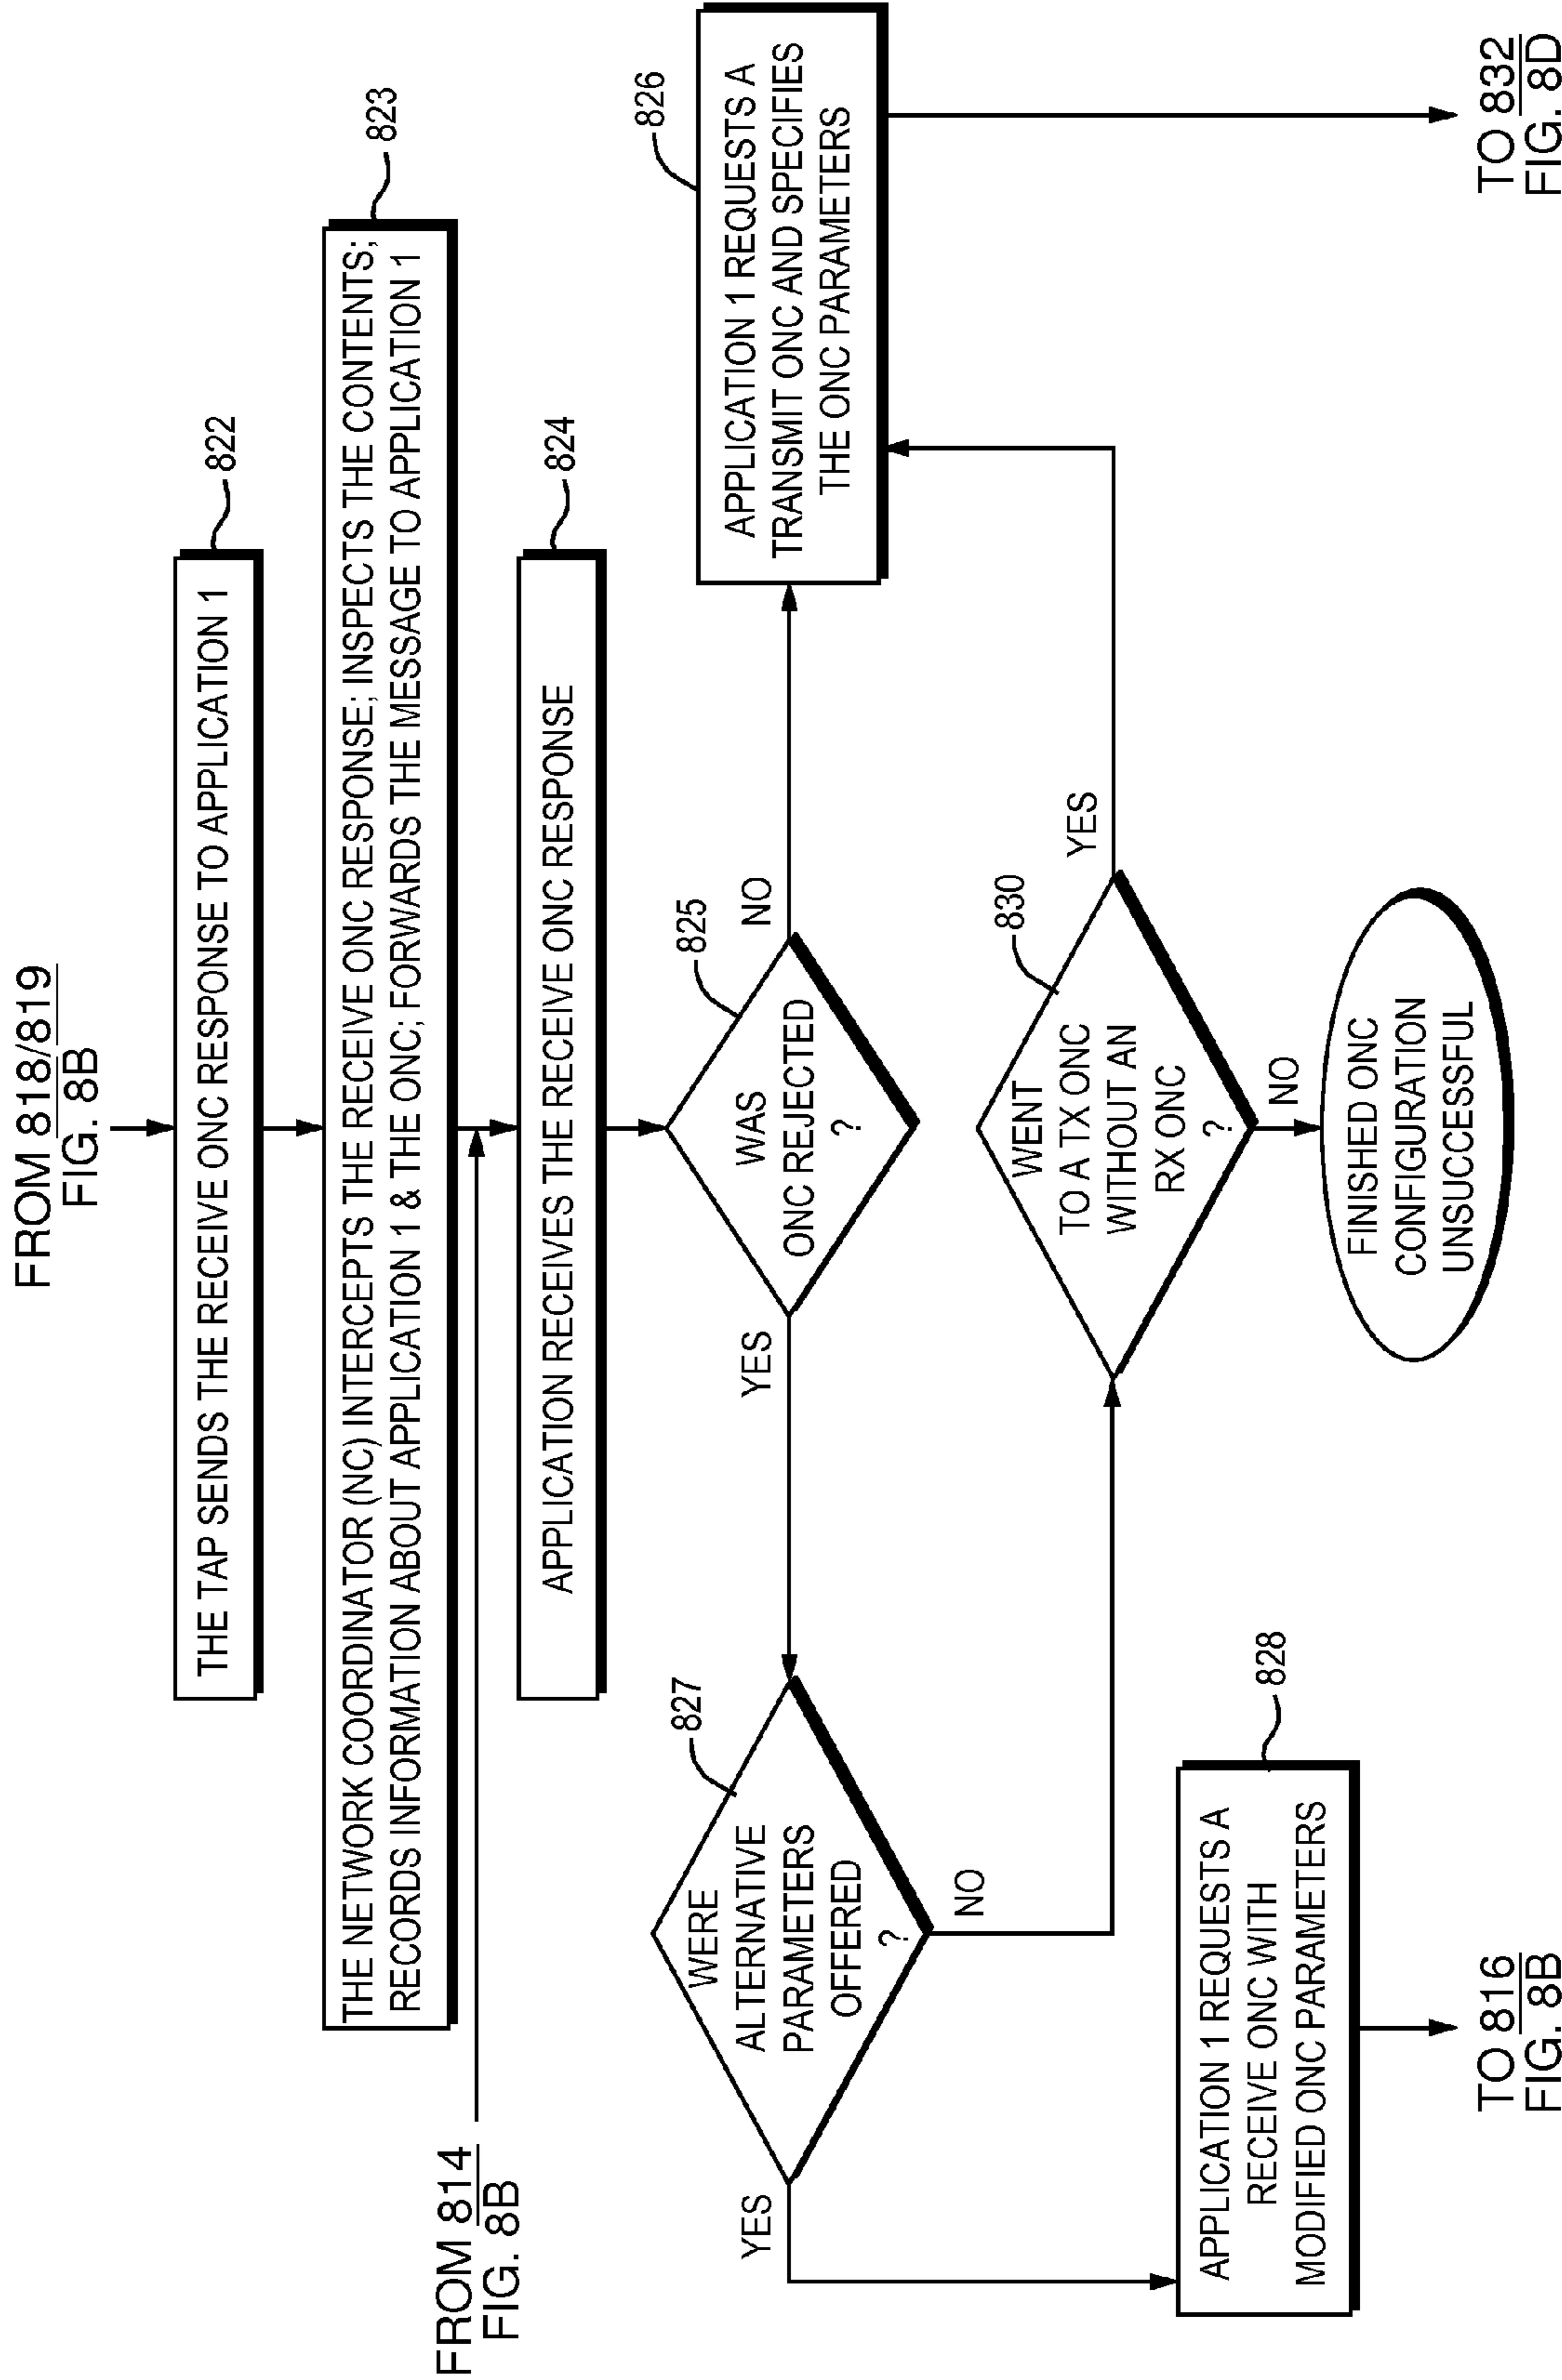 FROM 818/819
FIG. 8B
THE TAP SENDS THE RECEIVE ONC RESPONSE TO APPLICATION 1
822
THE NETWORK COORDINATOR (NC) INTERCEPTS THE RECEIVE ONC RESPONSE; INSPECTS THE CONTENTS;
RECORDS INFORMATION ABOUT APPLICATION 1 & THE ONC; FORWARDS THE MESSAGE TO APPLICATION 1
823
FROM 814
FIG. 8B
APPLICATION RECEIVES THE RECEIVE ONC RESPONSE
824
WAS
ONC REJECTED
?
825
YES
NO
APPLICATION 1 REQUESTS A
TRANSMIT ONC AND SPECIFIES
THE ONC PARAMETERS
826
WERE
ALTERNATIVE
PARAMETERS
OFFERED
?
827
YES
NO
WENT
TO A TX ONC
WITHOUT AN
RX ONC
?
830
YES
NO
APPLICATION 1 REQUESTS A
RECEIVE ONC WITH
MODIFIED ONC PARAMETERS
828
FINISHED ONC
CONFIGURATION
UNSUCCESSFUL
TO 816
FIG. 8B
TO 832
FIG. 8D